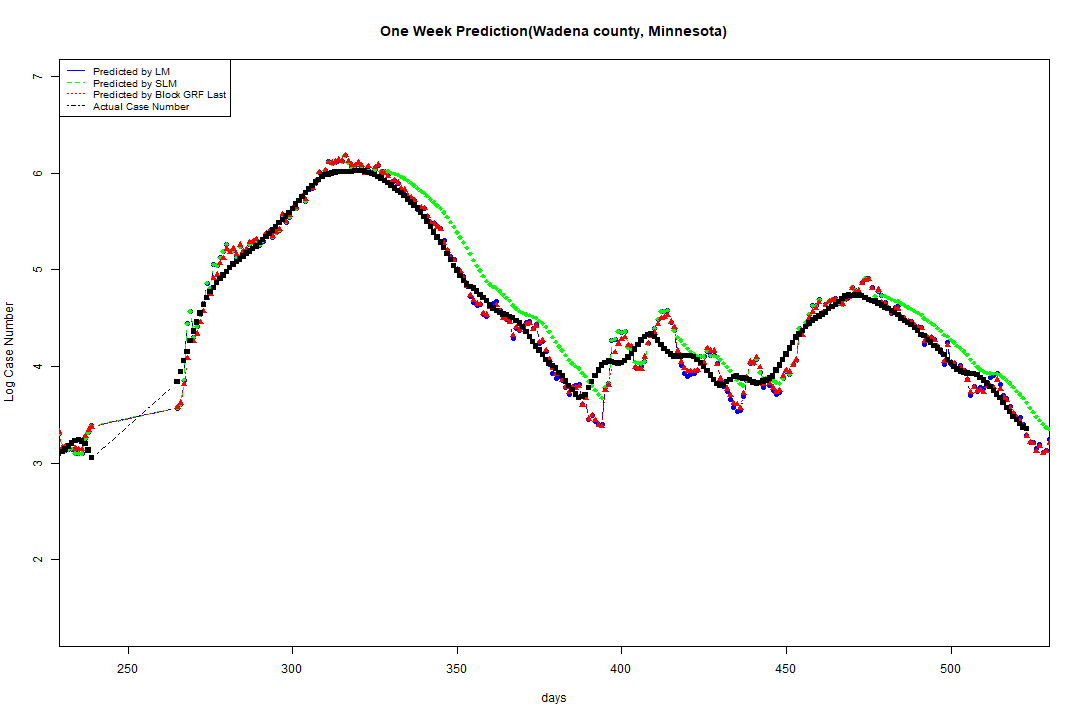 One Week Prediction(Wadena county, Minnesota)
Predicted by LM
Predicted by SLM
Predicted by Block GRF Last
Actual Case Number
Log Case Number
7
6
5
4
3
2
250 300 350 400 450 500
days